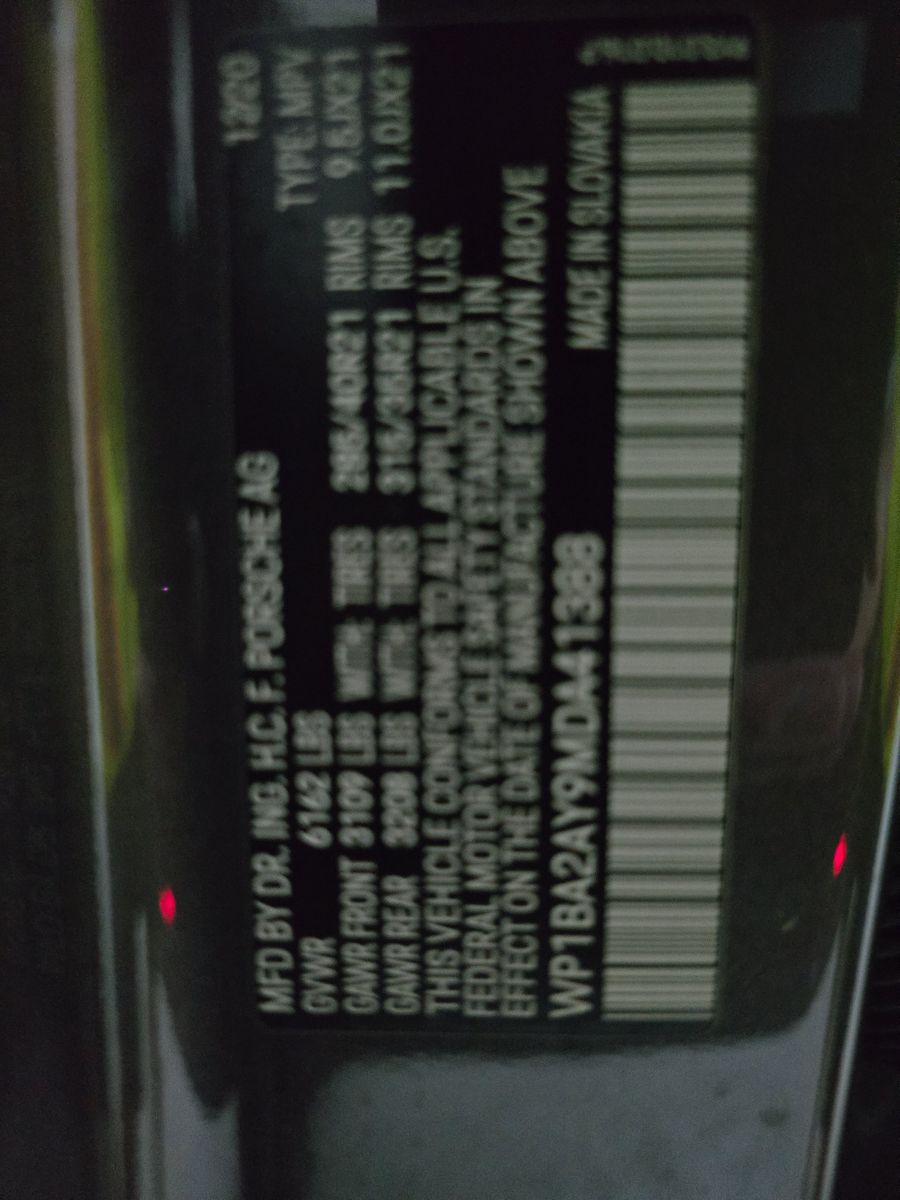 MFD BY DR. ING. H.C. F. PORSCHE AG 12/20
GVWR 6162 LBS TYPE: MPV
GAWR FRONT 3109 LBS WITH TIRES 285/40R21 RIMS 9.5JX21
GAWR REAR 3208 LBS WITH TIRES 315/35R21 RIMS 11.0JX21
THIS VEHICLE CONFORMS TO ALL APPLICABLE U.S.
FEDERAL MOTOR VEHICLE SAFETY STANDARDS IN
EFFECT ON THE DATE OF MANUFACTURE SHOWN ABOVE
WP1BA2AY9MDA41388 MADE IN SLOVAKIA